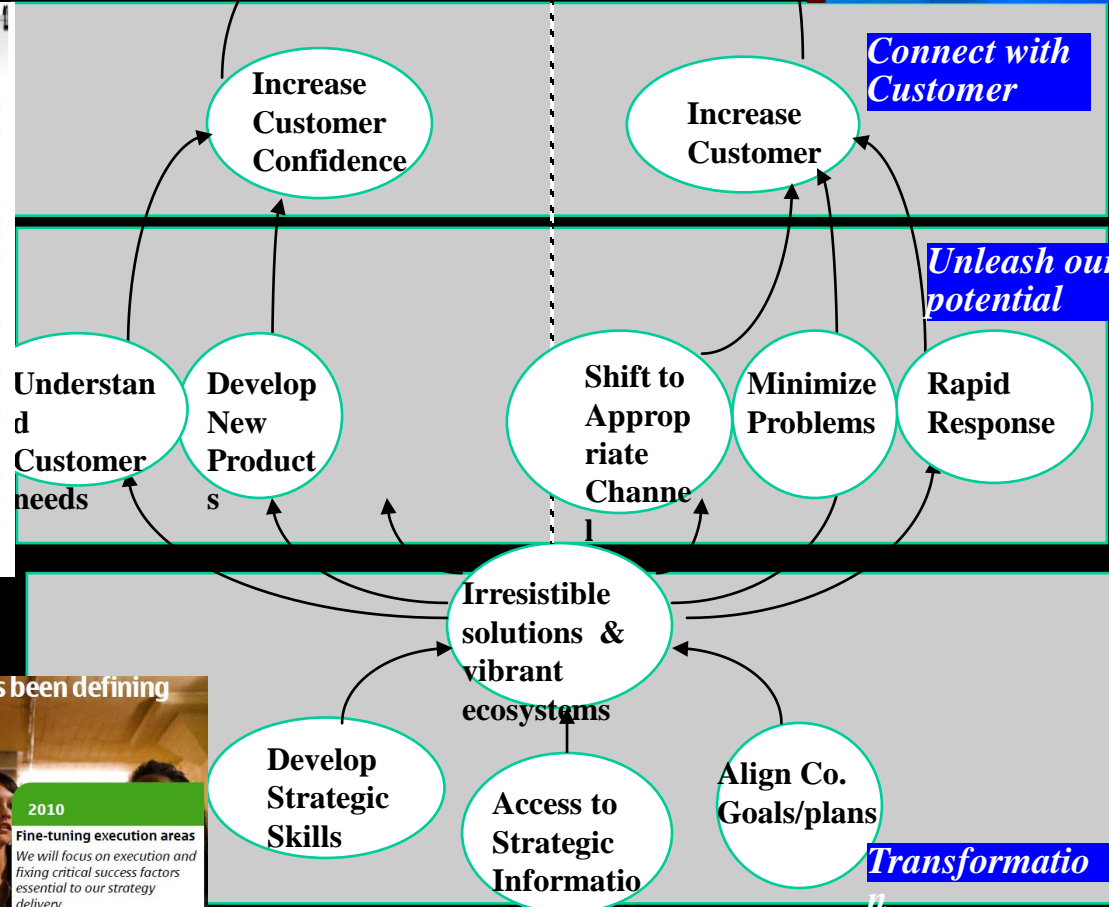 Connect with
Customer
Increase
Customer
Confidence
Increase
Customer
Unleash our
potential
Understan
d
Customer
needs
Develop
New
Product
s
Shift to
Approp
riate
Channe
l
Minimize
Problems
Rapid
Response
Irresistible
solutions &
vibrant
ecosystems
Develop
Strategic
Skills
Access to
Strategic
Informatio
Align Co.
Goals/plans
Transformatio
n
s been defining
2010
Fine-tuning execution areas
We will focus on execution and
fixing critical success factors
essential to our strategy
delivery